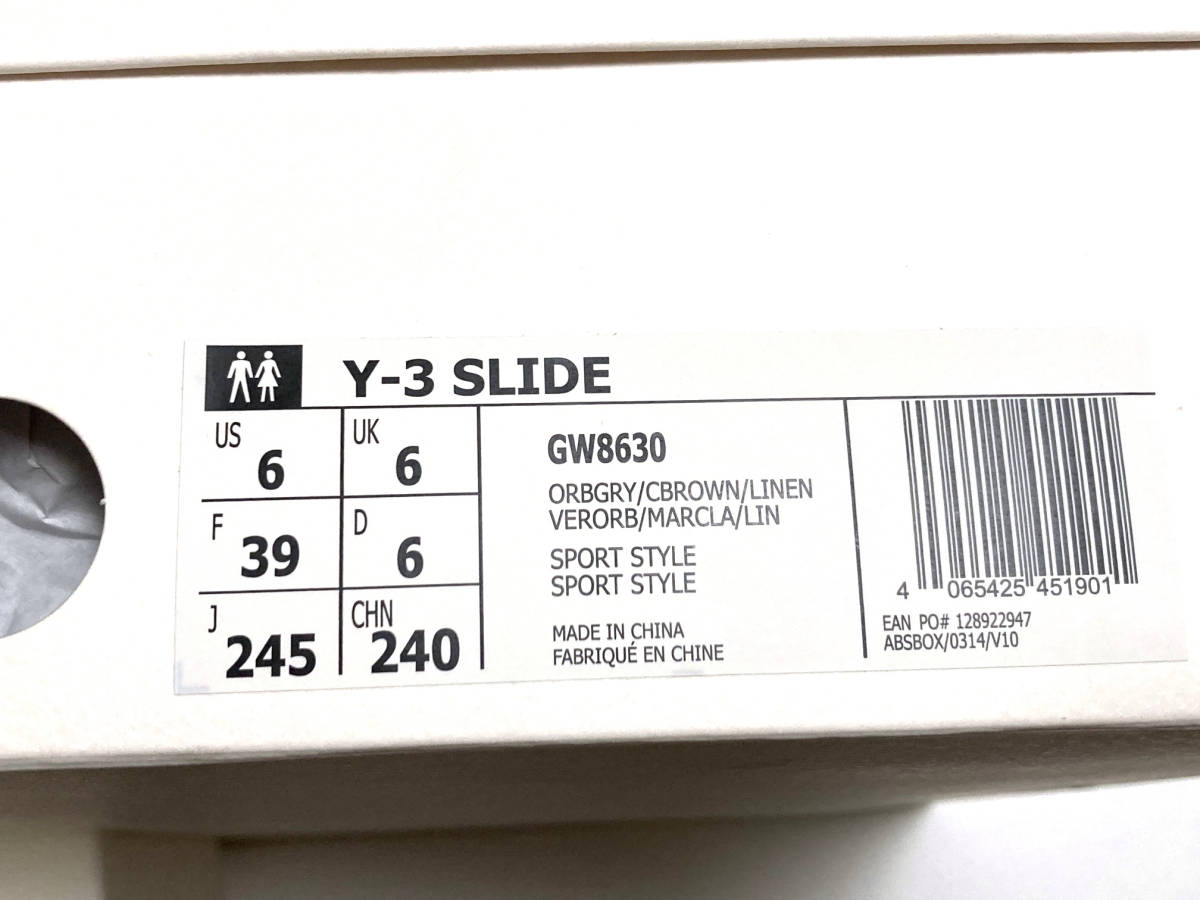 Y-3 SLIDE
US 6 UK 6
F 39 D 6
J 245 CHN 240
GW8630
ORBGRY/CBROWN/LINEN
VERORB/MARCLA/LIN
SPORT STYLE
SPORT STYLE
MADE IN CHINA
FABRIQUÉ EN CHINE
4 065425 451901
EAN PO# 128922947
ABSBOX/0314/V10